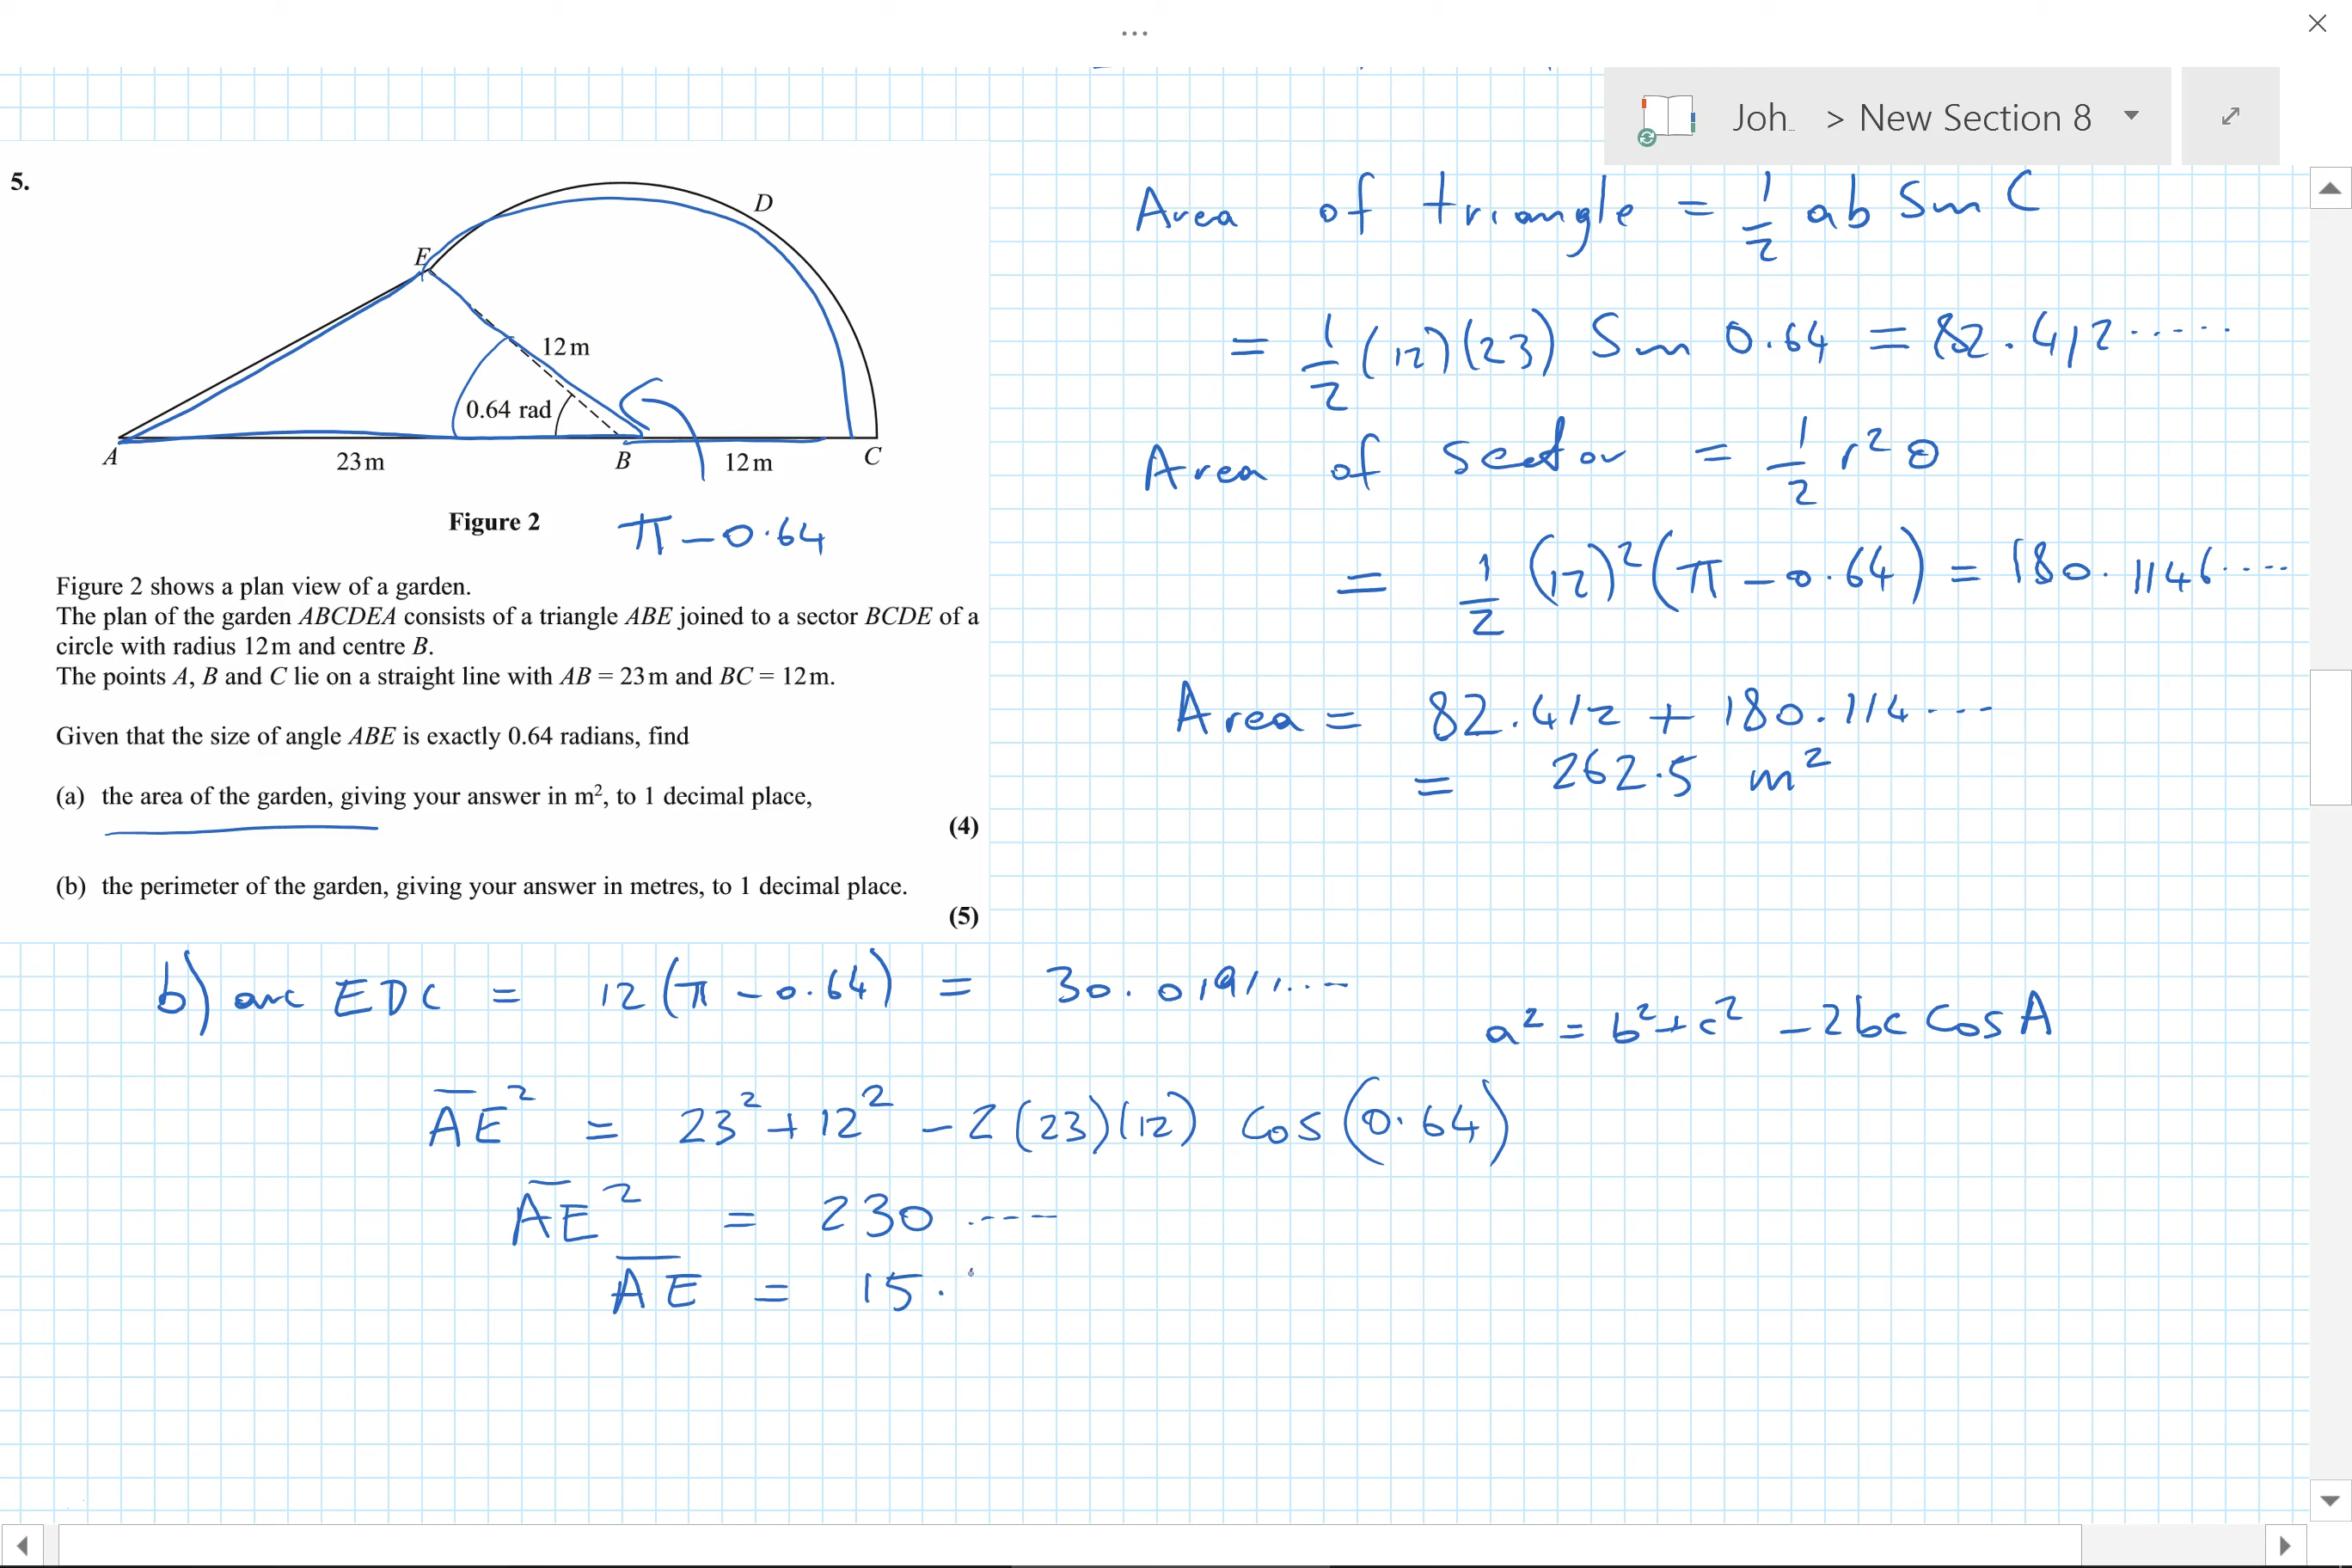 Joh... > New Section 8
5.
D
E
12 m
0.64 rad
A
23 m
B
12 m
C
Figure 2
π − 0.64
Figure 2 shows a plan view of a garden.
The plan of the garden ABCDEA consists of a triangle ABE joined to a sector BCDE of a
circle with radius 12 m and centre B.
The points A, B and C lie on a straight line with AB = 23 m and BC = 12 m.
Given that the size of angle ABE is exactly 0.64 radians, find
(a) the area of the garden, giving your answer in m², to 1 decimal place,
(4)
(b) the perimeter of the garden, giving your answer in metres, to 1 decimal place.
(5)
Area of triangle = 1/2 ab Sin C
= 1/2 (12)(23) Sin 0.64 = 82.412.....
Area of sector = 1/2 r² θ
= 1/2 (12)² (π − 0.64) = 180.1146....
Area = 82.412 + 180.114...
= 262.5 m²
b) arc EDC = 12 (π − 0.64) = 30.0191...
a² = b² + c² − 2bc Cos A
AE² = 23² + 12² − 2(23)(12) Cos(0.64)
AE² = 230 ....
AE = 15.